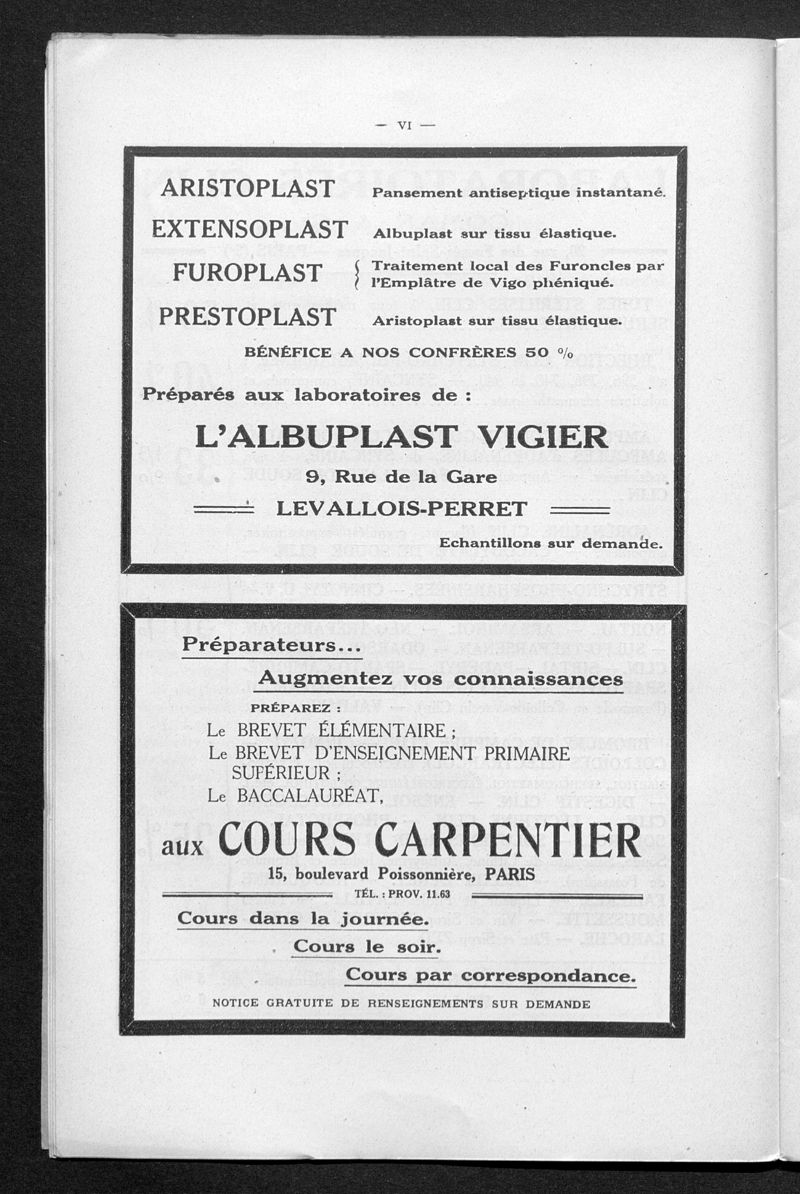 — VI —
ARISTOPLAST Pansement antiseptique instantané.
EXTENSOPLAST Albuplast sur tissu élastique.
FUROPLAST { Traitement local des Furoncles par
l'Emplâtre de Vigo phéniqué.
PRESTOPLAST Aristoplast sur tissu élastique.
BÉNÉFICE A NOS CONFRÈRES 50 %
Préparés aux laboratoires de :
L'ALBUPLAST VIGIER
9, Rue de la Gare
LEVALLOIS-PERRET
Echantillons sur demande.
Préparateurs...
Augmentez vos connaissances
PRÉPAREZ :
Le BREVET ÉLÉMENTAIRE ;
Le BREVET D'ENSEIGNEMENT PRIMAIRE
SUPÉRIEUR ;
Le BACCALAURÉAT,
aux COURS CARPENTIER
15, boulevard Poissonnière, PARIS
TÉL. : PROV. 11.63
Cours dans la journée.
Cours le soir.
Cours par correspondance.
NOTICE GRATUITE DE RENSEIGNEMENTS SUR DEMANDE